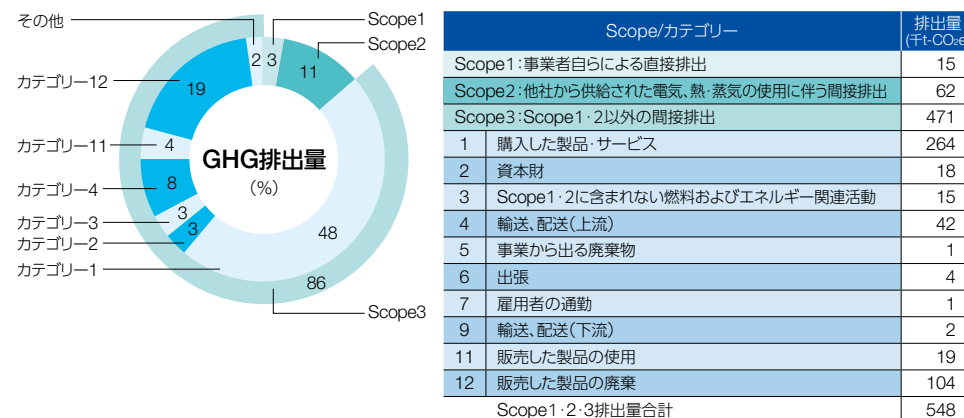 その他
カテゴリー12
カテゴリー11
カテゴリー4
カテゴリー3
カテゴリー2
カテゴリー1
Scope1
Scope2
Scope3
2
3
11
19
4
8
3
3
48
86
GHG排出量
(%)
Scope/カテゴリー 排出量
(千t-CO₂e
Scope1:事業者自らによる直接排出 15
Scope2:他社から供給された電気、熱・蒸気の使用に伴う間接排出 62
Scope3:Scope1・2以外の間接排出 471
1 購入した製品・サービス 264
2 資本財 18
3 Scope1・2に含まれない燃料およびエネルギー関連活動 15
4 輸送、配送(上流) 42
5 事業から出る廃棄物 1
6 出張 4
7 雇用者の通勤 1
9 輸送、配送(下流) 2
11 販売した製品の使用 19
12 販売した製品の廃棄 104
Scope1・2・3排出量合計 548